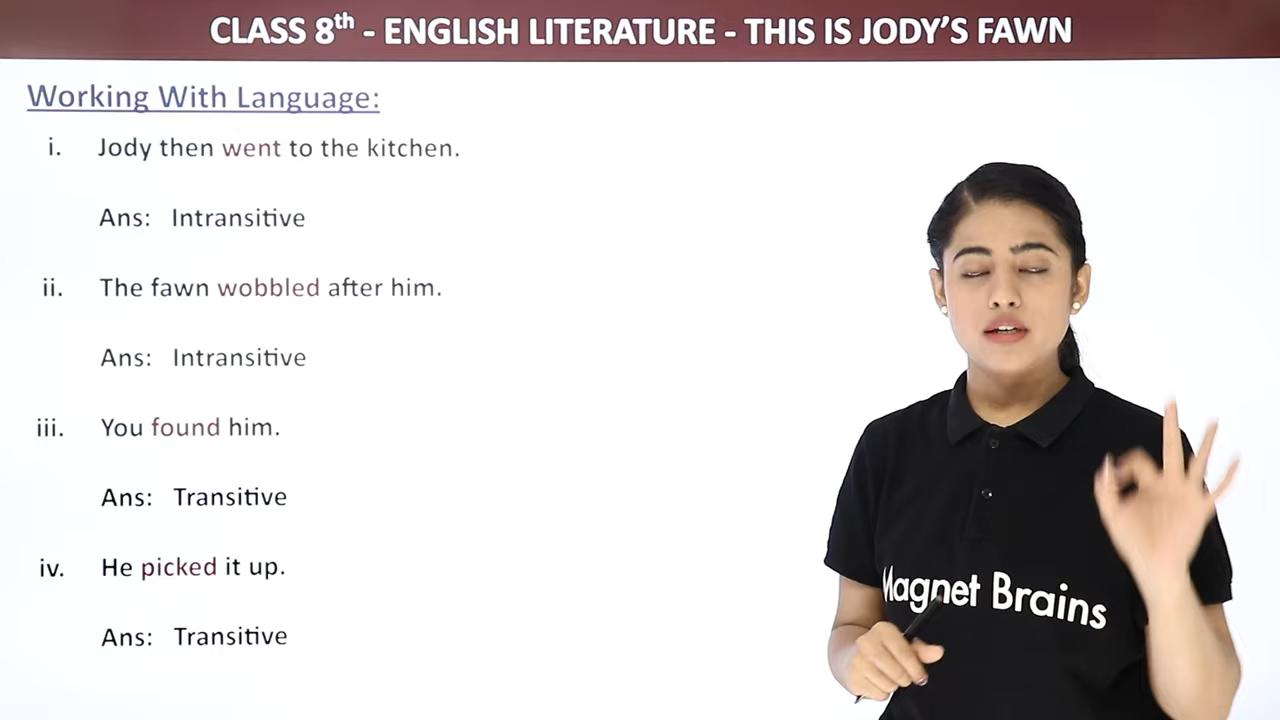 CLASS 8th - ENGLISH LITERATURE - THIS IS JODY'S FAWN
Working With Language:
i. Jody then went to the kitchen.
Ans: Intransitive
ii. The fawn wobbled after him.
Ans: Intransitive
iii. You found him.
Ans: Transitive
iv. He picked it up.
Ans: Transitive
Magnet Brains